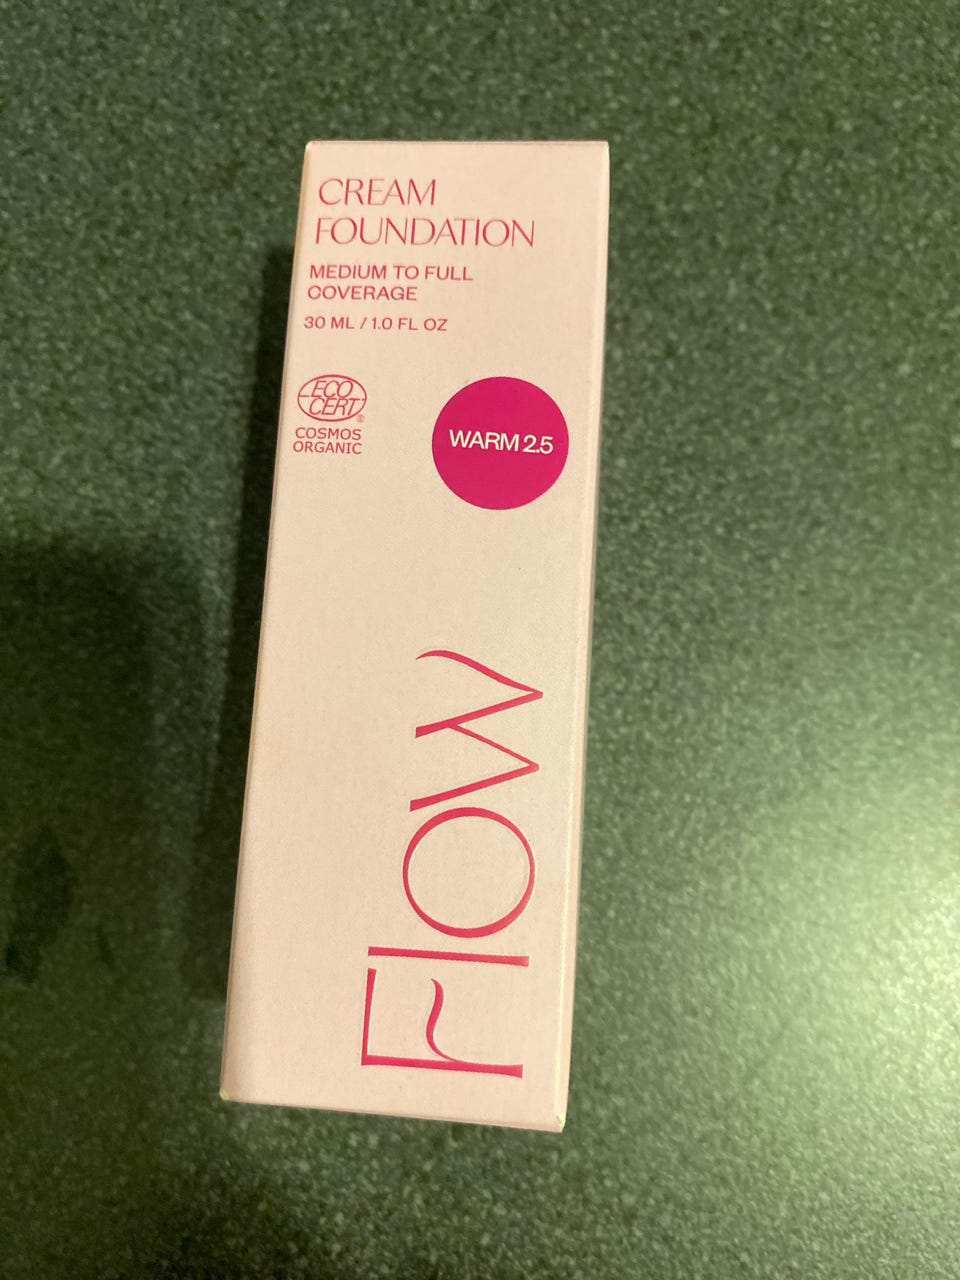 CREAM
FOUNDATION
MEDIUM TO FULL
COVERAGE
30 ML / 1.0 FL OZ
ECO
CERT®
COSMOS
ORGANIC
WARM 2.5
Flow